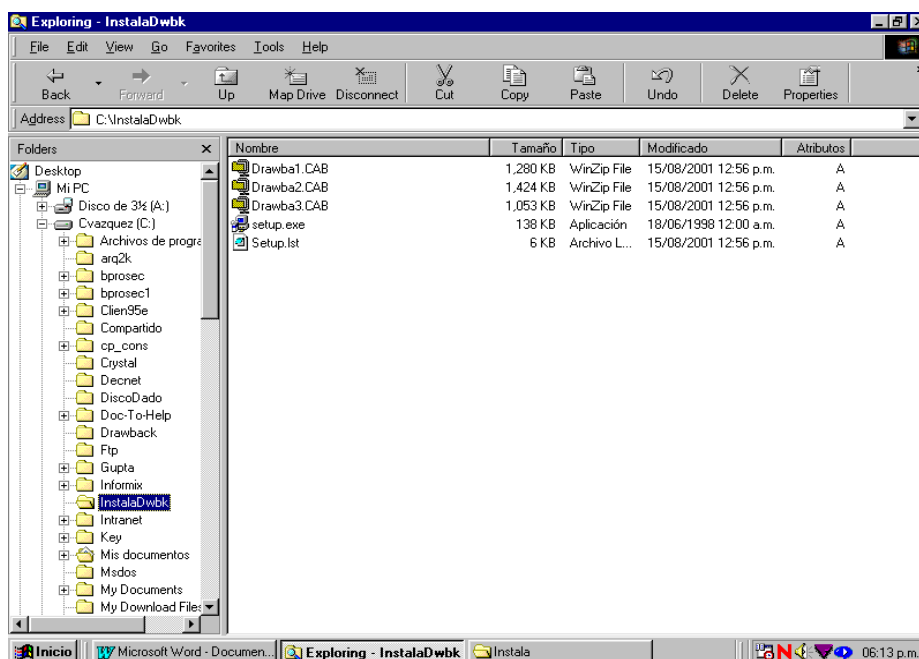 Exploring - InstalaDwbk
File Edit View Go Favorites Tools Help
Back Forward Up Map Drive Disconnect Cut Copy Paste Undo Delete Properties
Address C:\InstalaDwbk
Folders
Desktop
Mi PC
Disco de 3½ (A:)
Cvazquez (C:)
Archivos de progra
arq2k
bprosec
bprosec1
Clien95e
Compartido
cp_cons
Crystal
Decnet
DiscoDado
Doc-To-Help
Drawback
Ftp
Gupta
Informix
InstalaDwbk
Intranet
Key
Mis documentos
Msdos
My Documents
My Download Files
Nombre Tamaño Tipo Modificado Atributos
Drawba1.CAB 1,280 KB WinZip File 15/08/2001 12:56 p.m. A
Drawba2.CAB 1,424 KB WinZip File 15/08/2001 12:56 p.m. A
Drawba3.CAB 1,053 KB WinZip File 15/08/2001 12:56 p.m. A
setup.exe 138 KB Aplicación 18/06/1998 12:00 a.m. A
Setup.lst 6 KB Archivo L... 15/08/2001 12:56 p.m. A
Inicio Microsoft Word - Documen... Exploring - InstalaDwbk Instala 06:13 p.m.